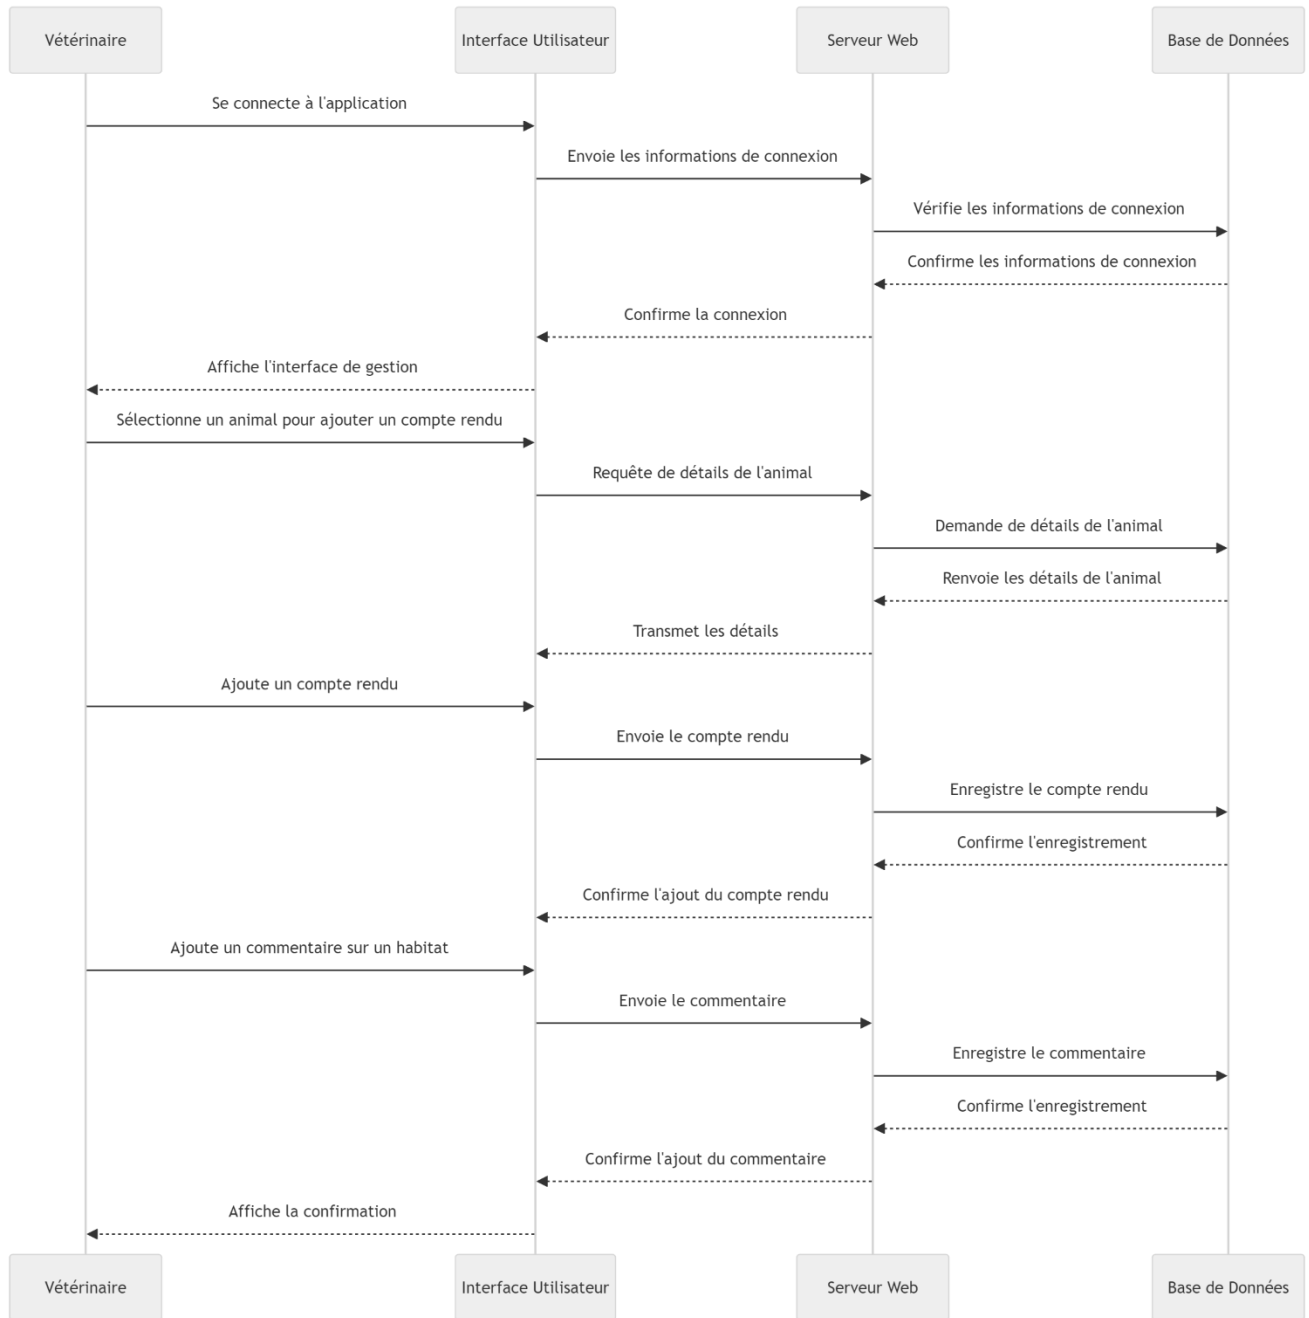 Vétérinaire
Interface Utilisateur
Serveur Web
Base de Données
Se connecte à l'application
Envoie les informations de connexion
Vérifie les informations de connexion
Confirme les informations de connexion
Confirme la connexion
Affiche l'interface de gestion
Sélectionne un animal pour ajouter un compte rendu
Requête de détails de l'animal
Demande de détails de l'animal
Renvoie les détails de l'animal
Transmet les détails
Ajoute un compte rendu
Envoie le compte rendu
Enregistre le compte rendu
Confirme l'enregistrement
Confirme l'ajout du compte rendu
Ajoute un commentaire sur un habitat
Envoie le commentaire
Enregistre le commentaire
Confirme l'enregistrement
Confirme l'ajout du commentaire
Affiche la confirmation
Vétérinaire
Interface Utilisateur
Serveur Web
Base de Données